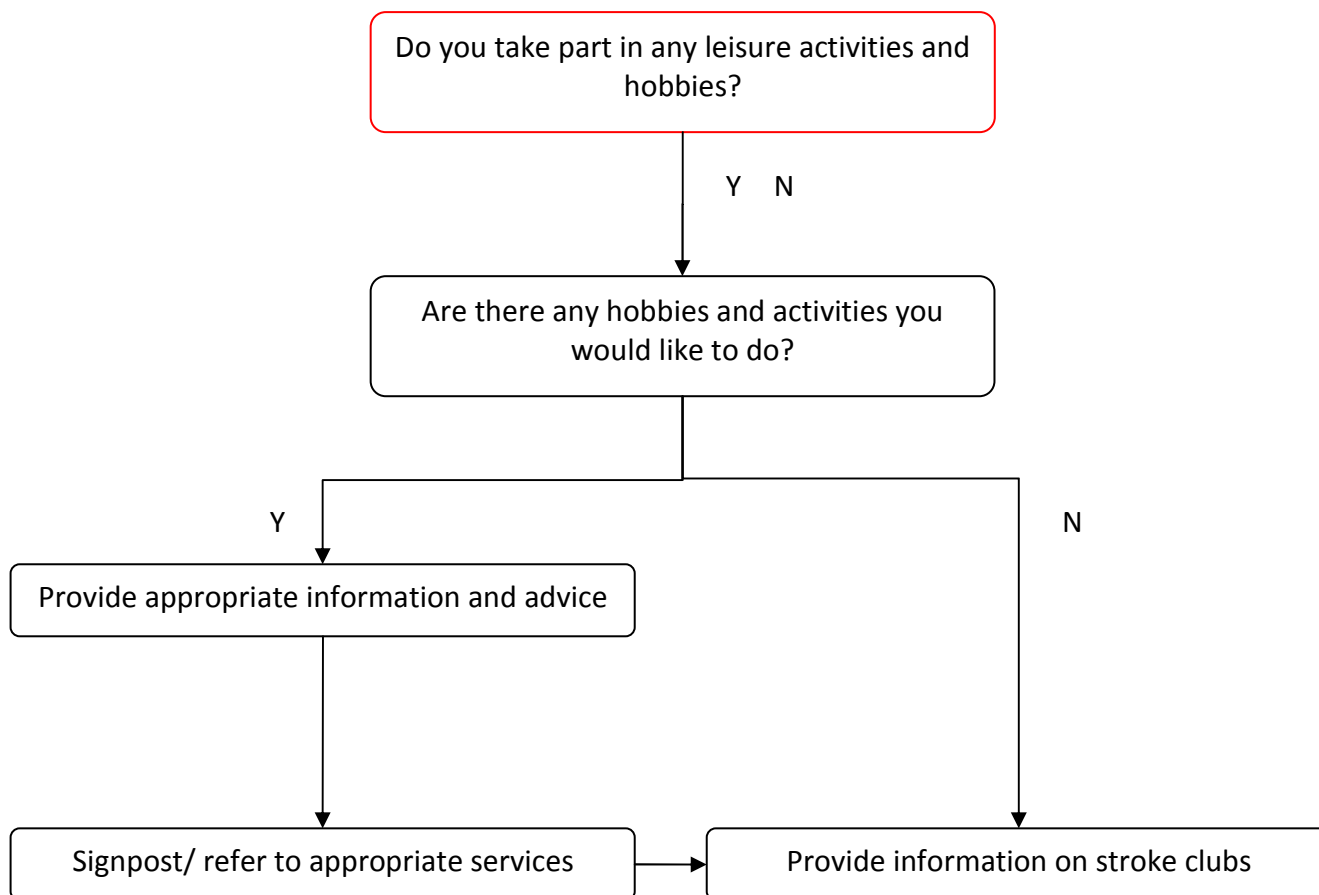 Do you take part in any leisure activities and
hobbies?
Y N
Are there any hobbies and activities you
would like to do?
Y
N
Provide appropriate information and advice
Signpost/ refer to appropriate services
Provide information on stroke clubs